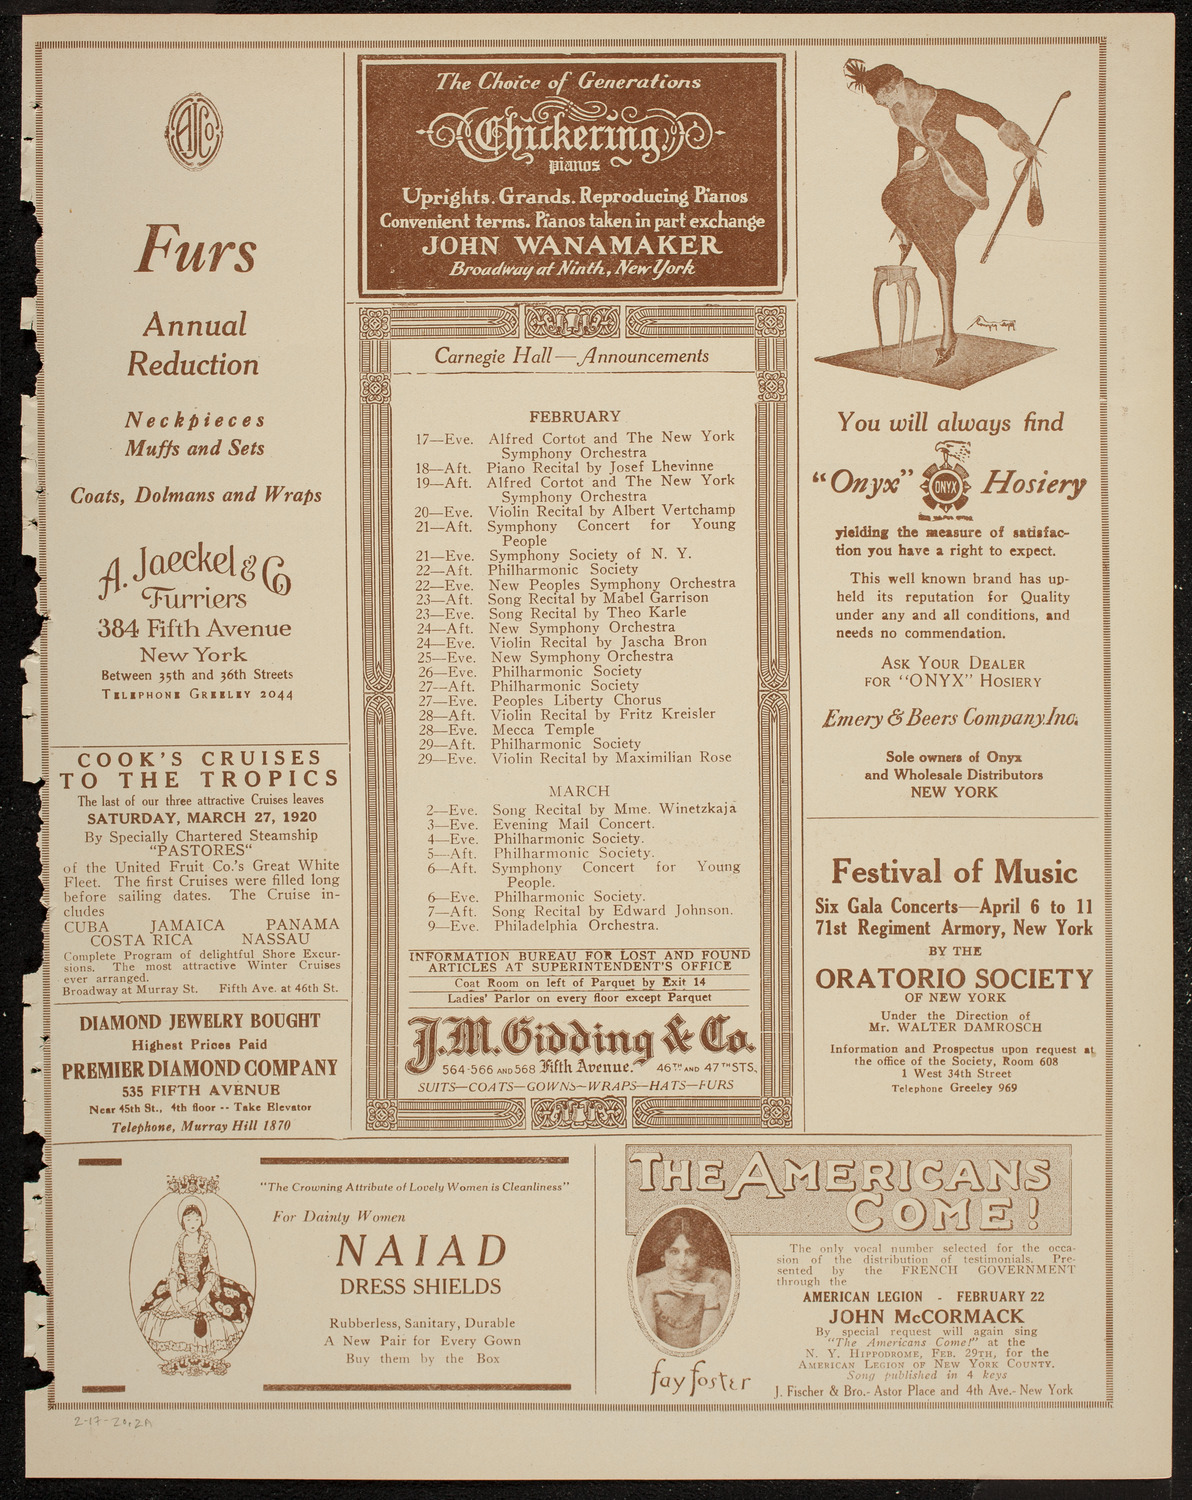 AJCo
Furs
Annual
Reduction
Neckpieces
Muffs and Sets
Coats, Dolmans and Wraps
A. Jaeckel & Co
Furriers
384 Fifth Avenue
New York
Between 35th and 36th Streets
TELEPHONE GREELEY 2044
COOK'S CRUISES
TO THE TROPICS
The last of our three attractive Cruises leaves
SATURDAY, MARCH 27, 1920
By Specially Chartered Steamship
"PASTORES"
of the United Fruit Co.'s Great White
Fleet. The first Cruises were filled long
before sailing dates. The Cruise in-
cludes
CUBA JAMAICA PANAMA
COSTA RICA NASSAU
Complete Program of delightful Shore Excur-
sions. The most attractive Winter Cruises
ever arranged.
Broadway at Murray St. Fifth Ave. at 46th St.
DIAMOND JEWELRY BOUGHT
Highest Prices Paid
PREMIER DIAMOND COMPANY
535 FIFTH AVENUE
Near 45th St., 4th floor -- Take Elevator
Telephone, Murray Hill 1870
The Choice of Generations
Chickering
pianos
Uprights. Grands. Reproducing Pianos
Convenient terms. Pianos taken in part exchange
JOHN WANAMAKER
Broadway at Ninth, New York
Carnegie Hall—Announcements
FEBRUARY
17—Eve. Alfred Cortot and The New York
Symphony Orchestra
18—Aft. Piano Recital by Josef Lhevinne
19—Aft. Alfred Cortot and The New York
Symphony Orchestra
20—Eve. Violin Recital by Albert Vertchamp
21—Aft. Symphony Concert for Young
People
21—Eve. Symphony Society of N. Y.
22—Aft. Philharmonic Society
22—Eve. New Peoples Symphony Orchestra
23—Aft. Song Recital by Mabel Garrison
23—Eve. Song Recital by Theo Karle
24—Aft. New Symphony Orchestra
24—Eve. Violin Recital by Jascha Bron
25—Eve. New Symphony Orchestra
26—Eve. Philharmonic Society
27—Aft. Philharmonic Society
27—Eve. Peoples Liberty Chorus
28—Aft. Violin Recital by Fritz Kreisler
28—Eve. Mecca Temple
29—Aft. Philharmonic Society
29—Eve. Violin Recital by Maximilian Rose
MARCH
2—Eve. Song Recital by Mme. Winetzkaja
3—Eve. Evening Mail Concert.
4—Eve. Philharmonic Society.
5—Aft. Philharmonic Society.
6—Aft. Symphony Concert for Young
People.
6—Eve. Philharmonic Society.
7—Aft. Song Recital by Edward Johnson.
9—Eve. Philadelphia Orchestra.
INFORMATION BUREAU FOR LOST AND FOUND
ARTICLES AT SUPERINTENDENT'S OFFICE
Coat Room on left of Parquet by Exit 14
Ladies' Parlor on every floor except Parquet
J.M. Gidding & Co.
564-566 AND 568 Fifth Avenue. 46TH AND 47TH STS.
SUITS—COATS—GOWNS—WRAPS—HATS—FURS
You will always find
"Onyx" ONYX Hosiery
yielding the measure of satisfac-
tion you have a right to expect.
This well known brand has up-
held its reputation for Quality
under any and all conditions, and
needs no commendation.
ASK YOUR DEALER
FOR "ONYX" HOSIERY
Emery & Beers Company Inc.
Sole owners of Onyx
and Wholesale Distributors
NEW YORK
Festival of Music
Six Gala Concerts—April 6 to 11
71st Regiment Armory, New York
BY THE
ORATORIO SOCIETY
OF NEW YORK
Under the Direction of
Mr. WALTER DAMROSCH
Information and Prospectus upon request at
the office of the Society, Room 608
1 West 34th Street
Telephone Greeley 969
"The Crowning Attribute of Lovely Women is Cleanliness"
For Dainty Women
NAIAD
DRESS SHIELDS
Rubberless, Sanitary, Durable
A New Pair for Every Gown
Buy them by the Box
THE AMERICANS
COME!
The only vocal number selected for the occa-
sion of the distribution of testimonials. Pre-
sented by the FRENCH GOVERNMENT
through the
AMERICAN LEGION - FEBRUARY 22
JOHN McCORMACK
By special request will again sing
"The Americans Come!" at the
N. Y. HIPPODROME, FEB. 29TH, for the
AMERICAN LEGION OF NEW YORK COUNTY.
Song published in 4 keys
J. Fischer & Bro.- Astor Place and 4th Ave.- New York
fay foster
2-17-20, 2A